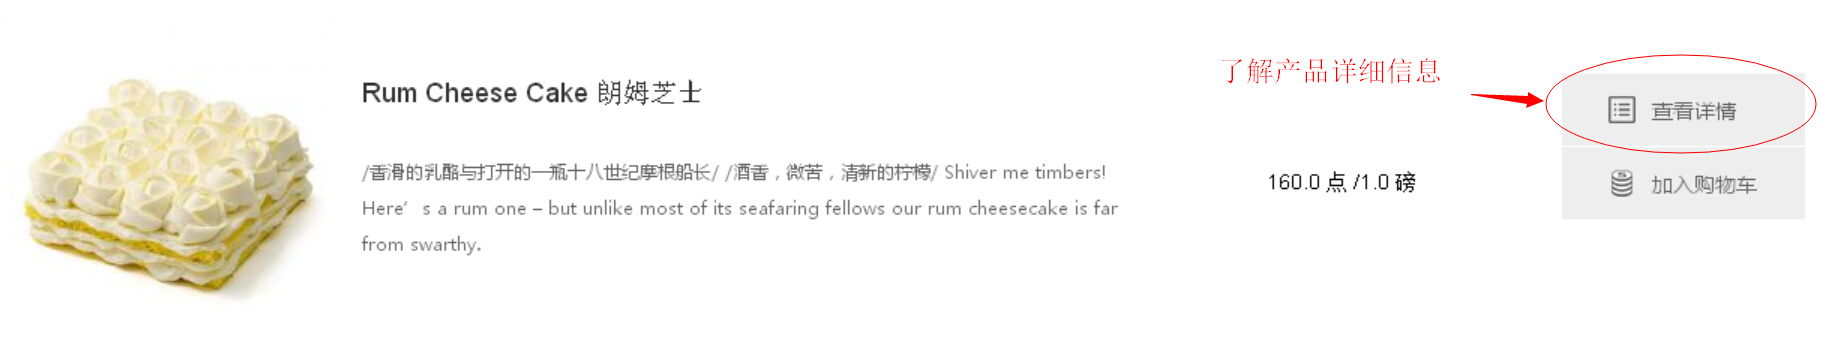 了解产品详细信息
Rum Cheese Cake 朗姆芝士
查看详情
/香滑的乳酪与打开的一瓶十八世纪摩根船长/ /酒香，微苦，清新的柠檬/ Shiver me timbers!
160.0 点 /1.0 磅
加入购物车
Here’s a rum one – but unlike most of its seafaring fellows our rum cheesecake is far
from swarthy.